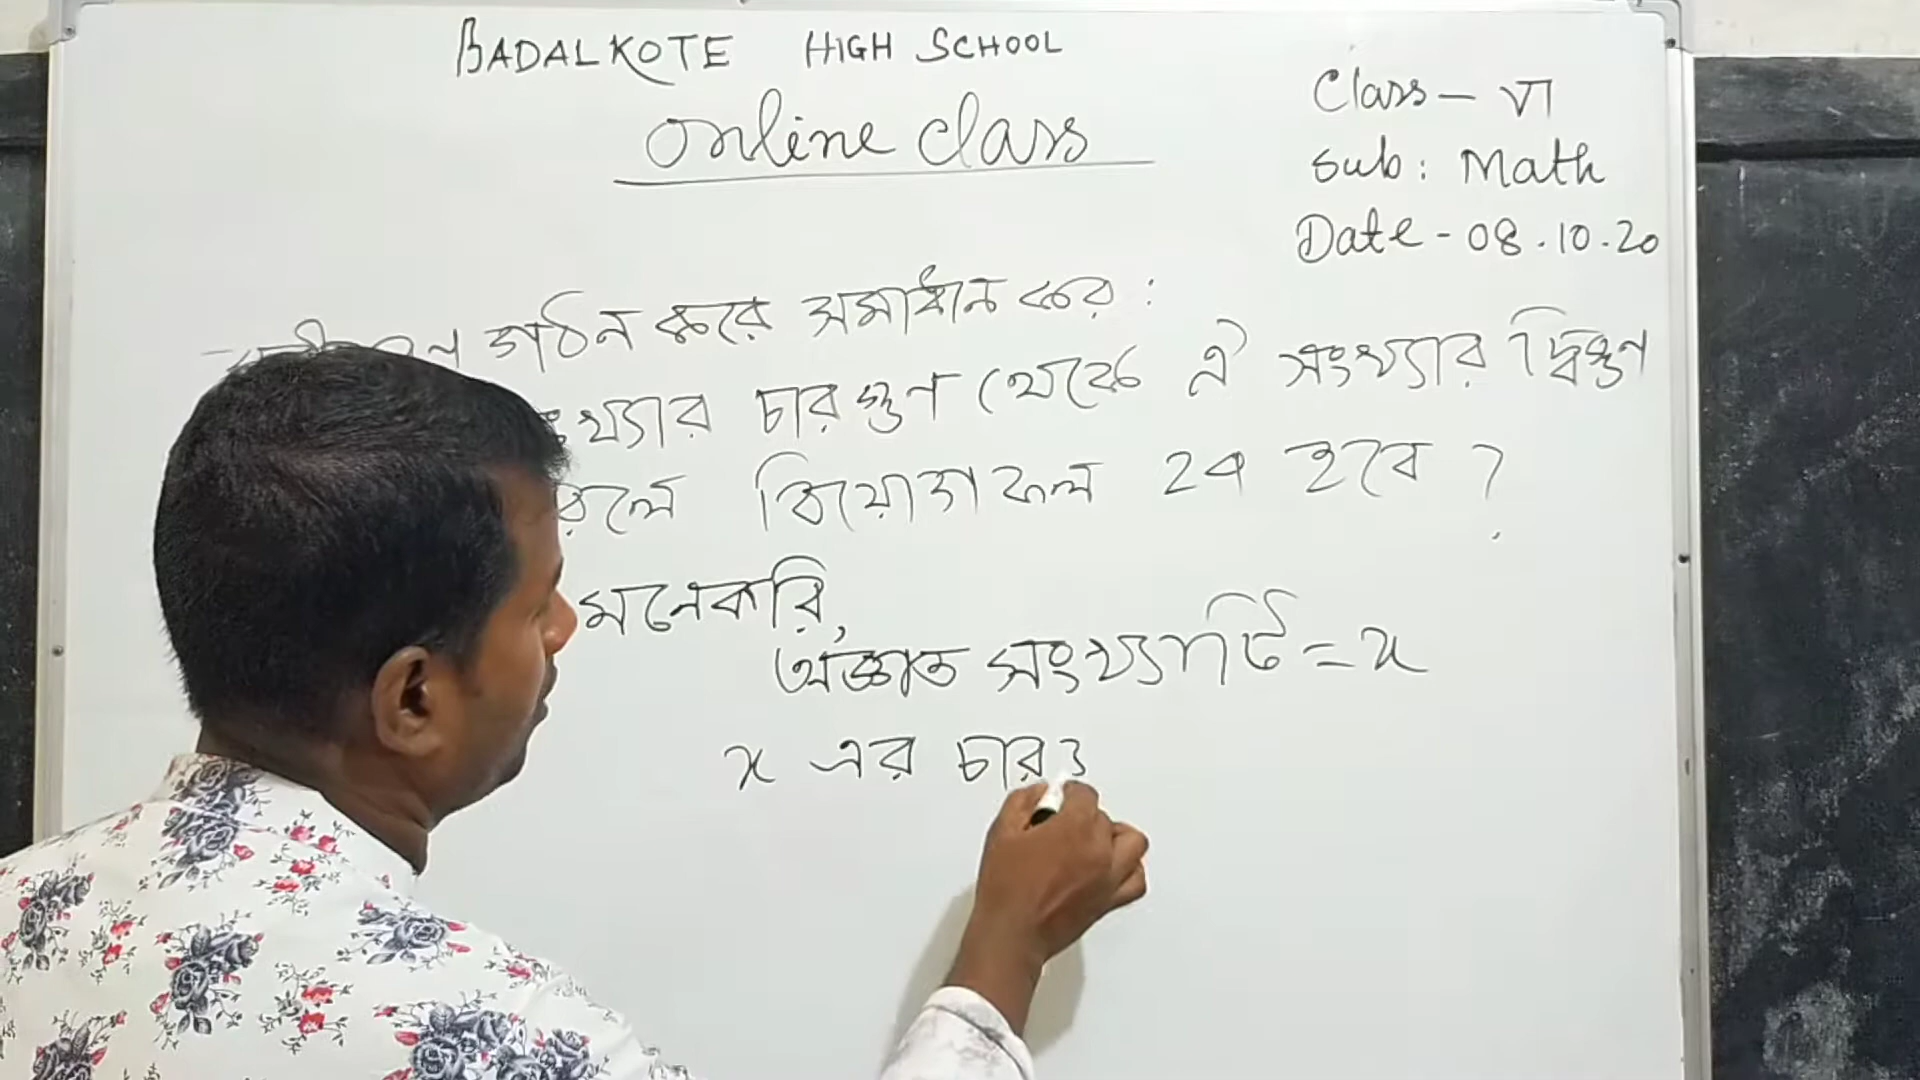 BADALKOTE HIGH SCHOOL
Online class
Class - VI
Sub: Math
Date - 08.10.20
গঠন করে সমাধান কর :
চারগুণ থেকে ঐ সংখ্যার দ্বিগুণ
বিয়োগফল 24 হবে ?
মনেকরি,
অজ্ঞাত সংখ্যাটি = x
x এর চার